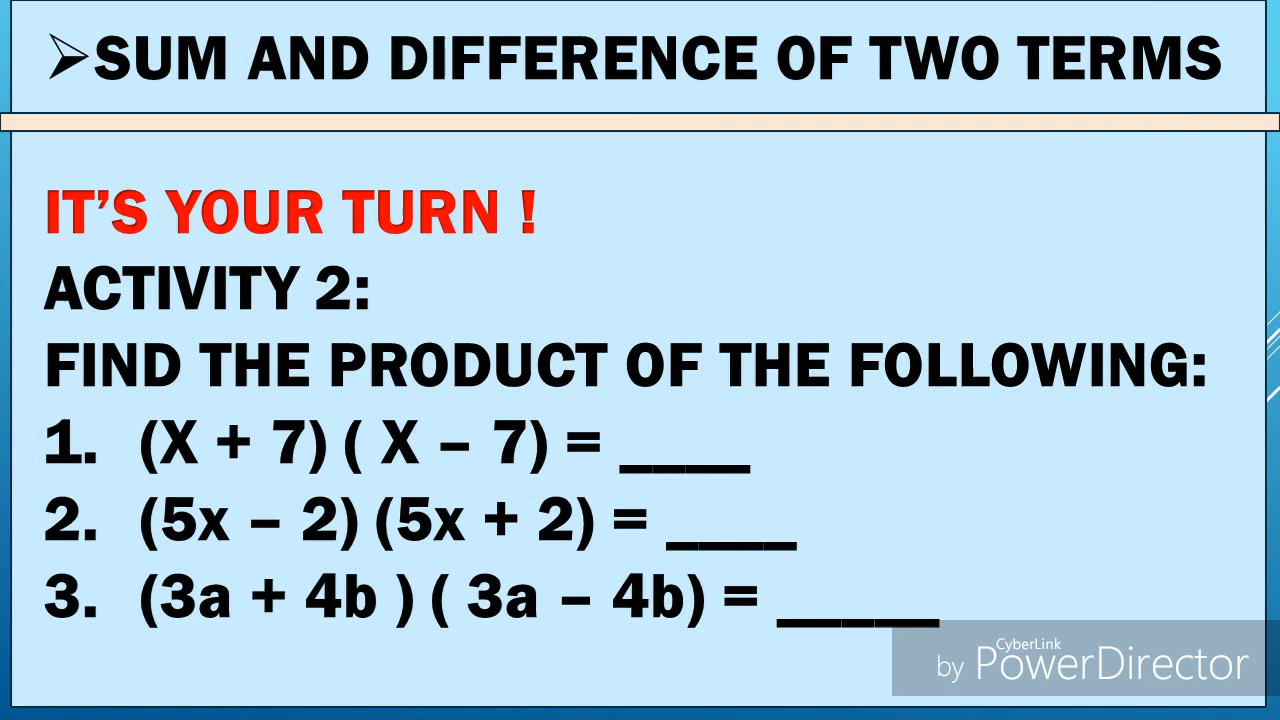 ➢SUM AND DIFFERENCE OF TWO TERMS
IT’S YOUR TURN !
ACTIVITY 2:
FIND THE PRODUCT OF THE FOLLOWING:
1. (X + 7) ( X – 7) = ____
2. (5x – 2) (5x + 2) = ____
3. (3a + 4b ) ( 3a – 4b) = _____
CyberLink
by PowerDirector